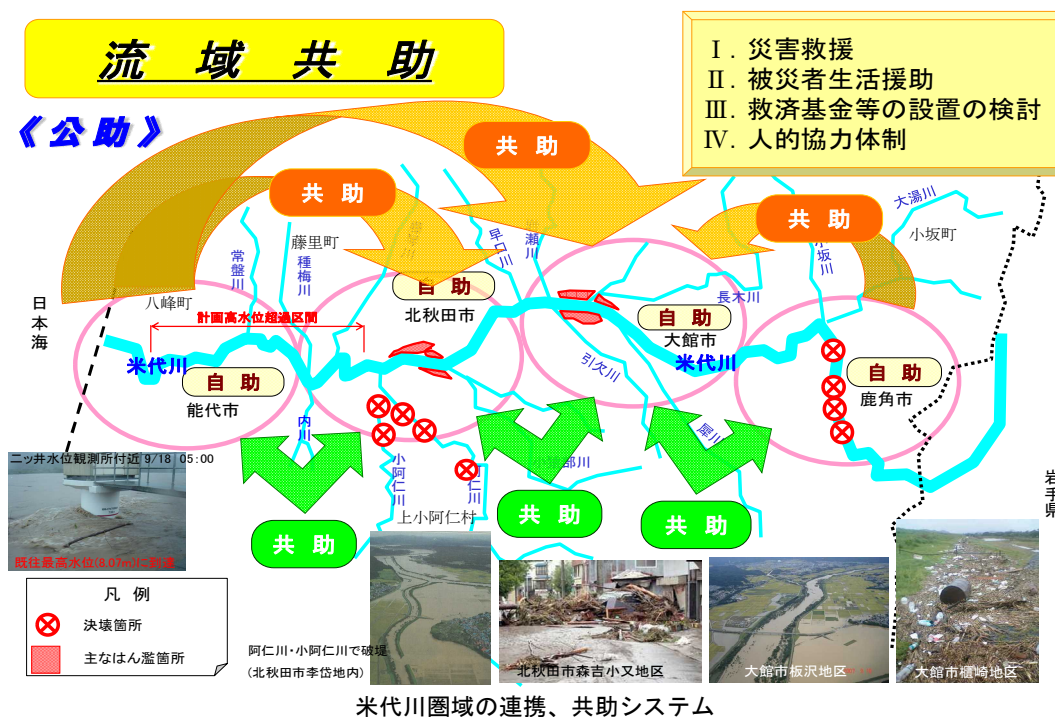 流 域 共 助
《 公 助 》
Ⅰ．災害救援
Ⅱ．被災者生活援助
Ⅲ．救済基金等の設置の検討
Ⅳ．人的協力体制
共 助
共 助
共 助
大湯川
小坂町
小坂川
早口川
藤里町
種梅川
常盤川
八峰町
日本海
計画高水位超過区間
自 助
北秋田市
長木川
自 助
大館市
米代川
米代川
自 助
能代市
自 助
鹿角市
引欠川
犀川
内川
小阿仁川
上小阿仁村
岩手県
共 助
共 助
共 助
二ッ井水位観測所付近 9/18 05:00
既往最高水位(8.07m)に到達
凡 例
決壊箇所
主なはん濫箇所
阿仁川・小阿仁川で破堤
(北秋田市李岱地内)
北秋田市森吉小又地区
大館市板沢地区
大館市櫃崎地区
米代川圏域の連携、共助システム